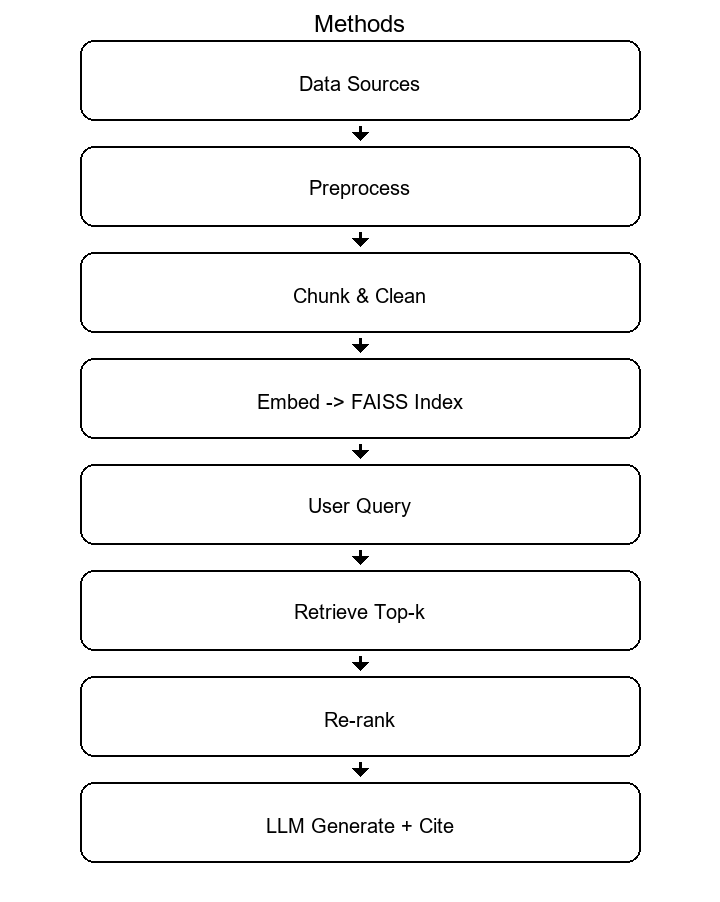 Methods
Data Sources
Preprocess
Chunk & Clean
Embed -> FAISS Index
User Query
Retrieve Top-k
Re-rank
LLM Generate + Cite